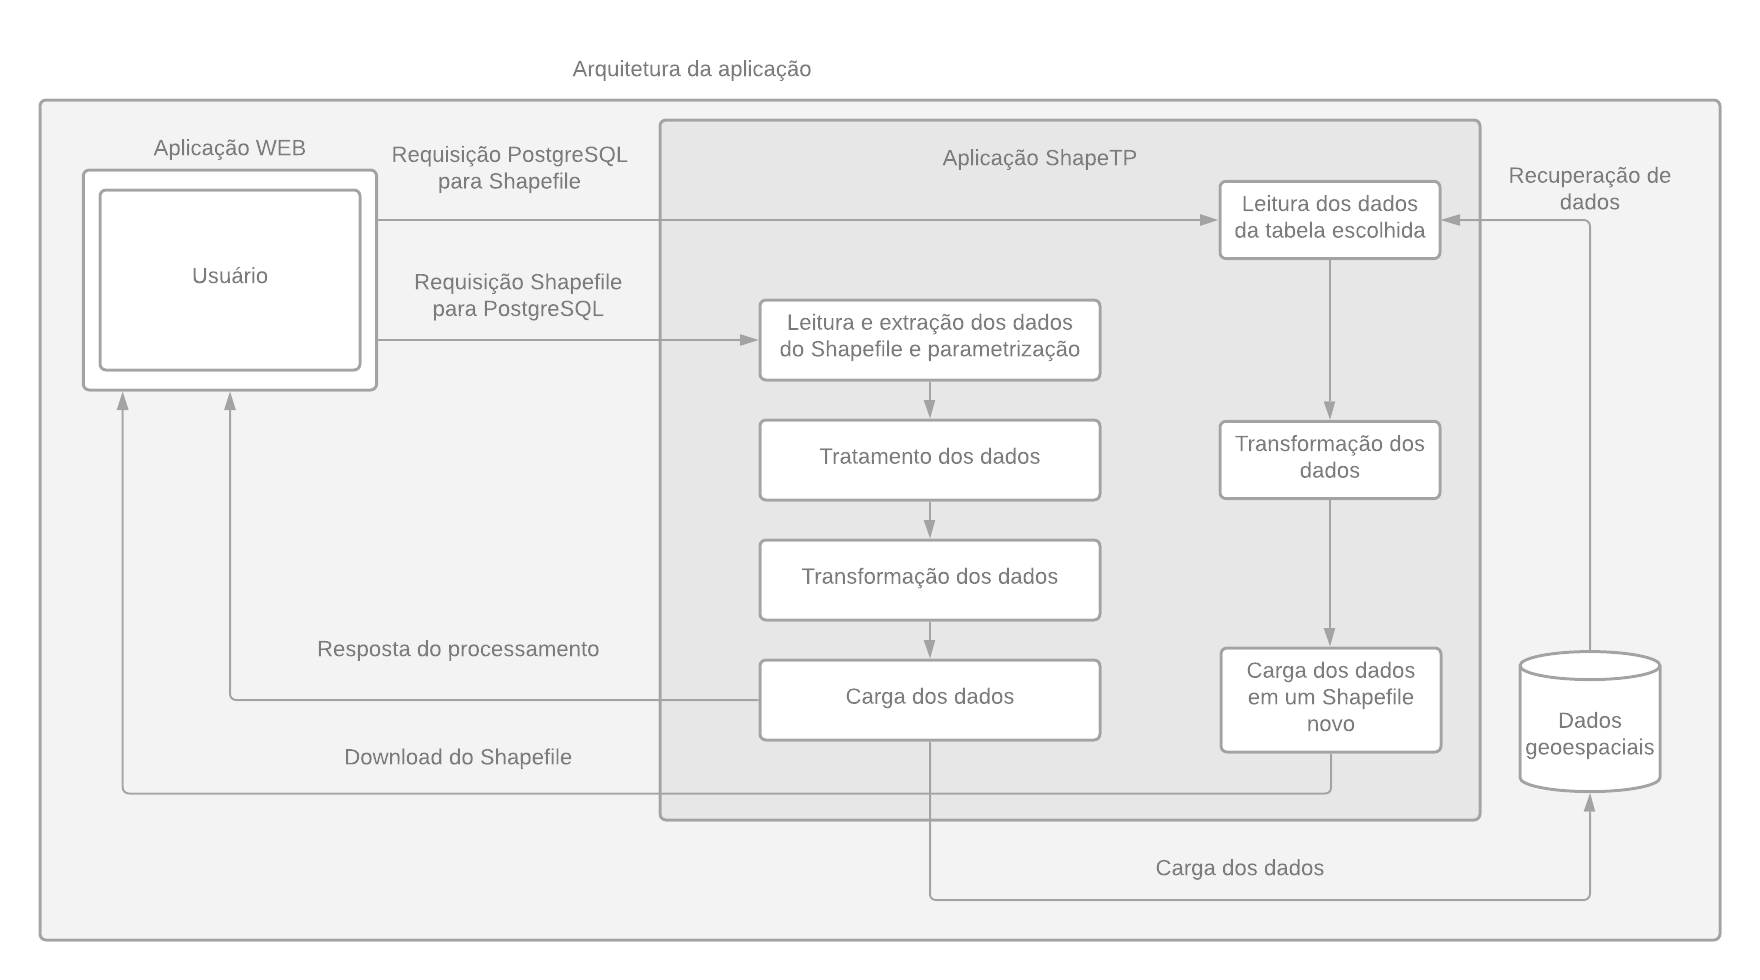 Arquitetura da aplicação
Aplicação WEB
Usuário
Requisição PostgreSQL
para Shapefile
Requisição Shapefile
para PostgreSQL
Aplicação ShapeTP
Leitura dos dados
da tabela escolhida
Recuperação de
dados
Leitura e extração dos dados
do Shapefile e parametrização
Tratamento dos dados
Transformação dos
dados
Transformação dos dados
Resposta do processamento
Carga dos dados
Carga dos dados
em um Shapefile
novo
Dados
geoespaciais
Download do Shapefile
Carga dos dados